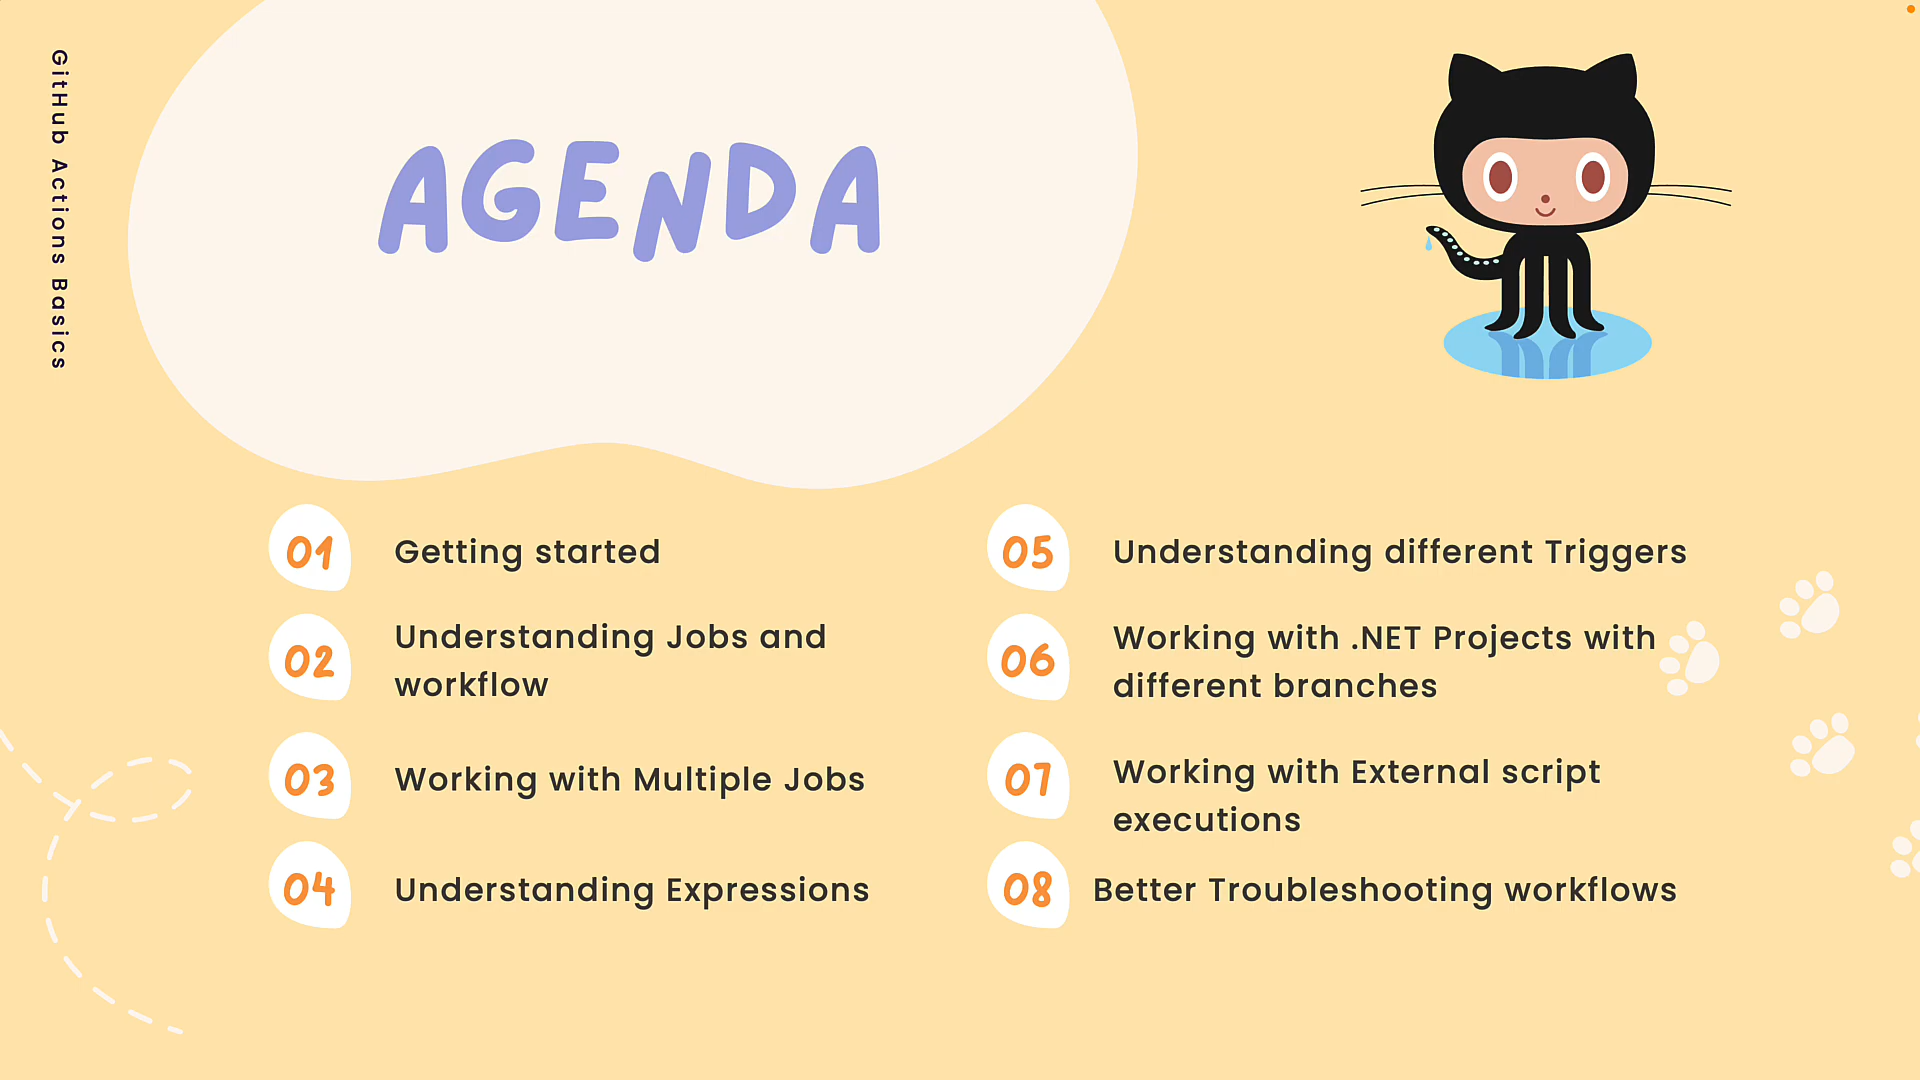 GitHub Actions Basics
AGENDA
01
Getting started
02
Understanding Jobs and
workflow
03
Working with Multiple Jobs
04
Understanding Expressions
05
Understanding different Triggers
06
Working with .NET Projects with
different branches
07
Working with External script
executions
08
Better Troubleshooting workflows